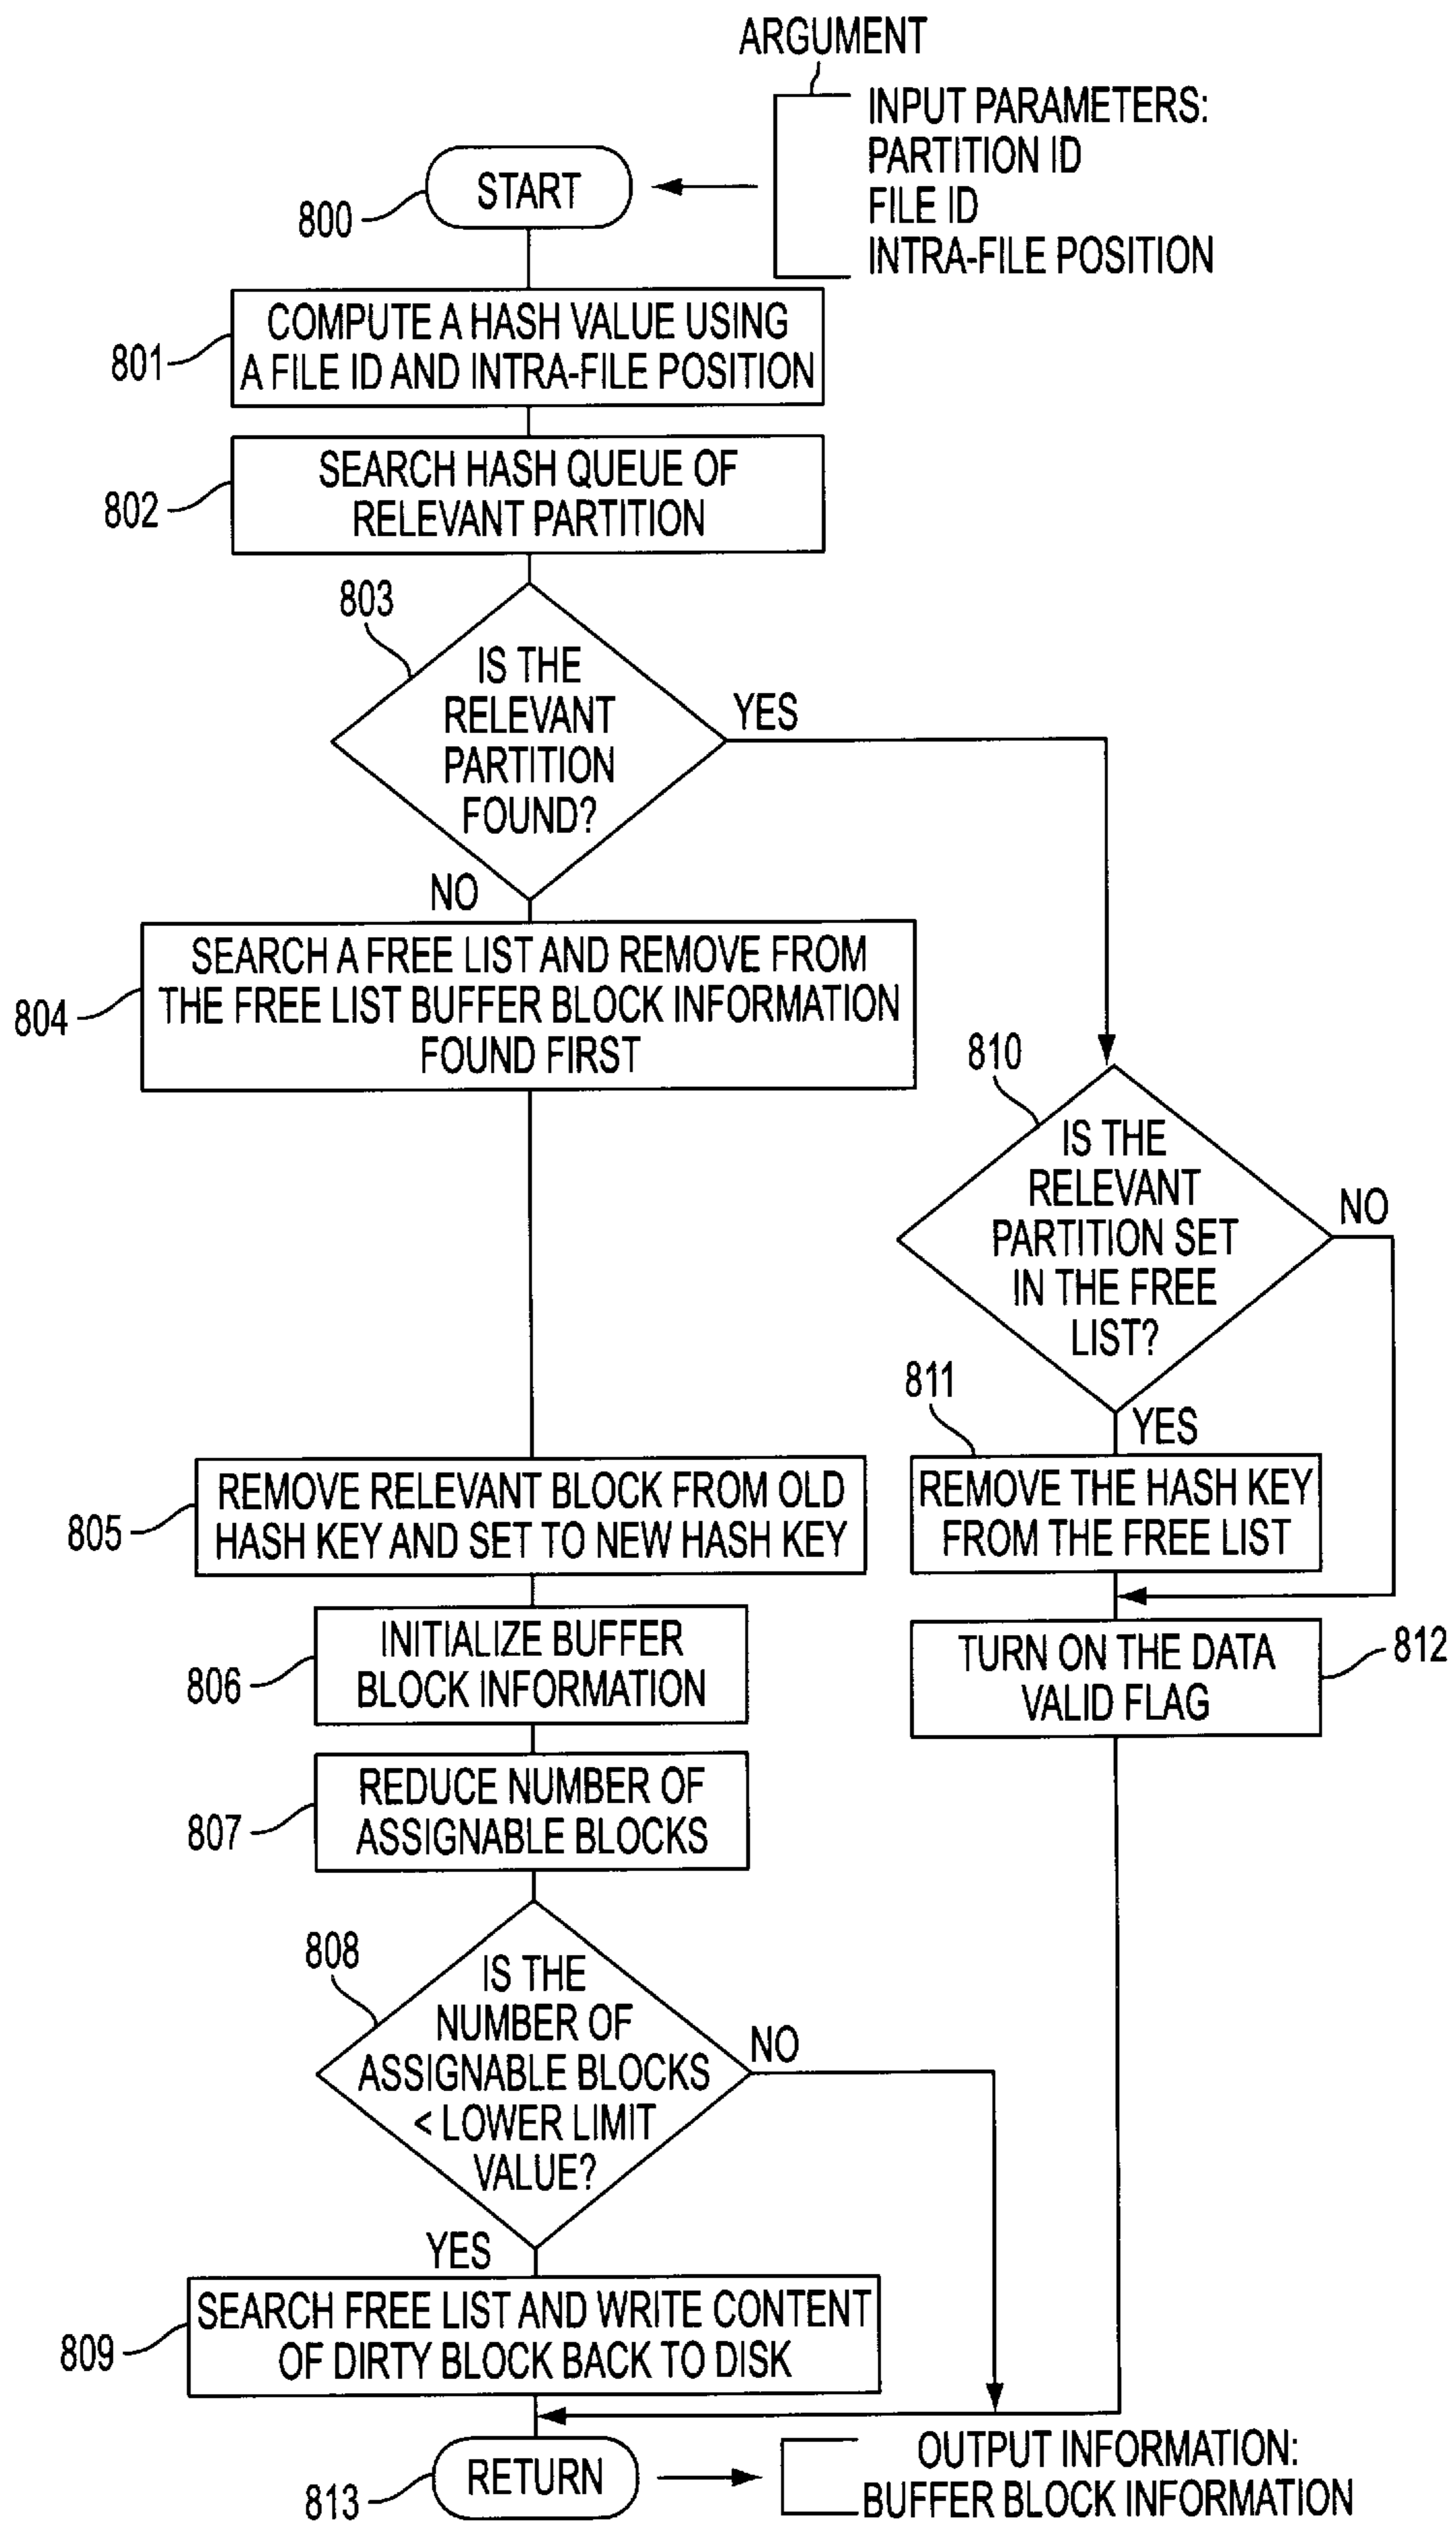 ARGUMENT
INPUT PARAMETERS:
PARTITION ID
FILE ID
INTRA-FILE POSITION
START
800
COMPUTE A HASH VALUE USING
A FILE ID AND INTRA-FILE POSITION
801
SEARCH HASH QUEUE OF
RELEVANT PARTITION
802
803
IS THE
RELEVANT
PARTITION
FOUND?
YES
NO
SEARCH A FREE LIST AND REMOVE FROM
THE FREE LIST BUFFER BLOCK INFORMATION
FOUND FIRST
804
810
IS THE
RELEVANT
PARTITION SET
IN THE FREE
LIST?
NO
YES
811
REMOVE THE HASH KEY
FROM THE FREE LIST
REMOVE RELEVANT BLOCK FROM OLD
HASH KEY AND SET TO NEW HASH KEY
805
INITIALIZE BUFFER
BLOCK INFORMATION
806
TURN ON THE DATA
VALID FLAG
812
REDUCE NUMBER OF
ASSIGNABLE BLOCKS
807
808
IS THE
NUMBER OF
ASSIGNABLE BLOCKS
< LOWER LIMIT
VALUE?
NO
YES
SEARCH FREE LIST AND WRITE CONTENT
OF DIRTY BLOCK BACK TO DISK
809
RETURN
813
OUTPUT INFORMATION:
BUFFER BLOCK INFORMATION